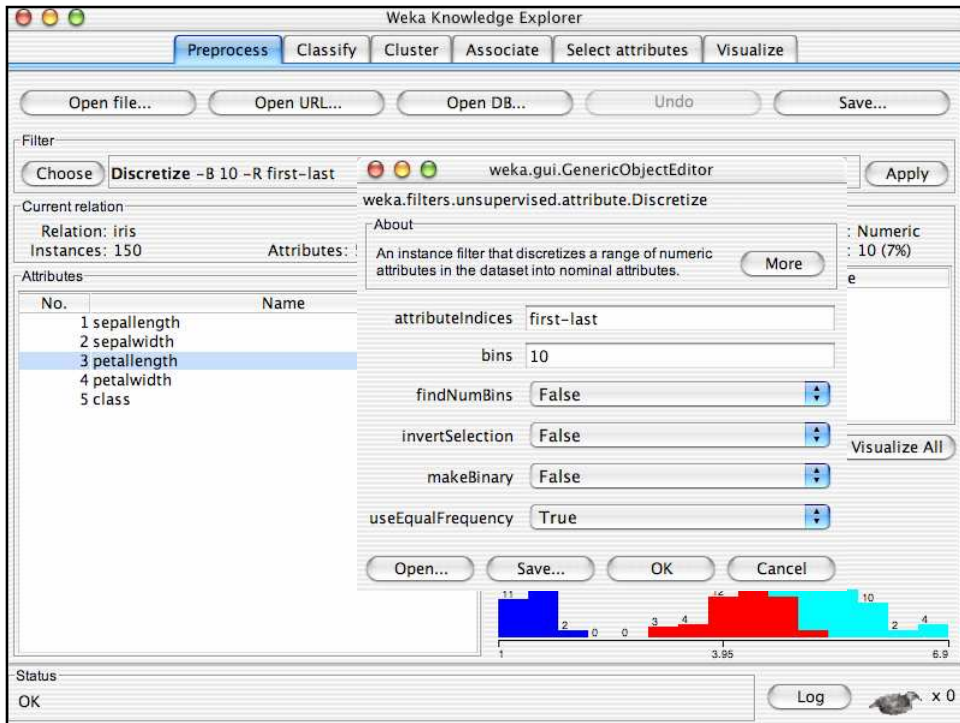 Weka Knowledge Explorer
Preprocess Classify Cluster Associate Select attributes Visualize
Open file... Open URL... Open DB... Undo Save...
Filter
Choose Discretize -B 10 -R first-last Apply
weka.gui.GenericObjectEditor
weka.filters.unsupervised.attribute.Discretize
About
An instance filter that discretizes a range of numeric
attributes in the dataset into nominal attributes.
More
attributeIndices first-last
bins 10
findNumBins False
invertSelection False
makeBinary False
useEqualFrequency True
Open... Save... OK Cancel
Current relation
Relation: iris
Instances: 150 Attributes:
: Numeric
: 10 (7%)
Attributes
No. Name
1 sepallength
2 sepalwidth
3 petallength
4 petalwidth
5 class
Visualize All
11 2 0 0 3 4 10 2 4
1 3.95 6.9
Status
OK
Log x 0